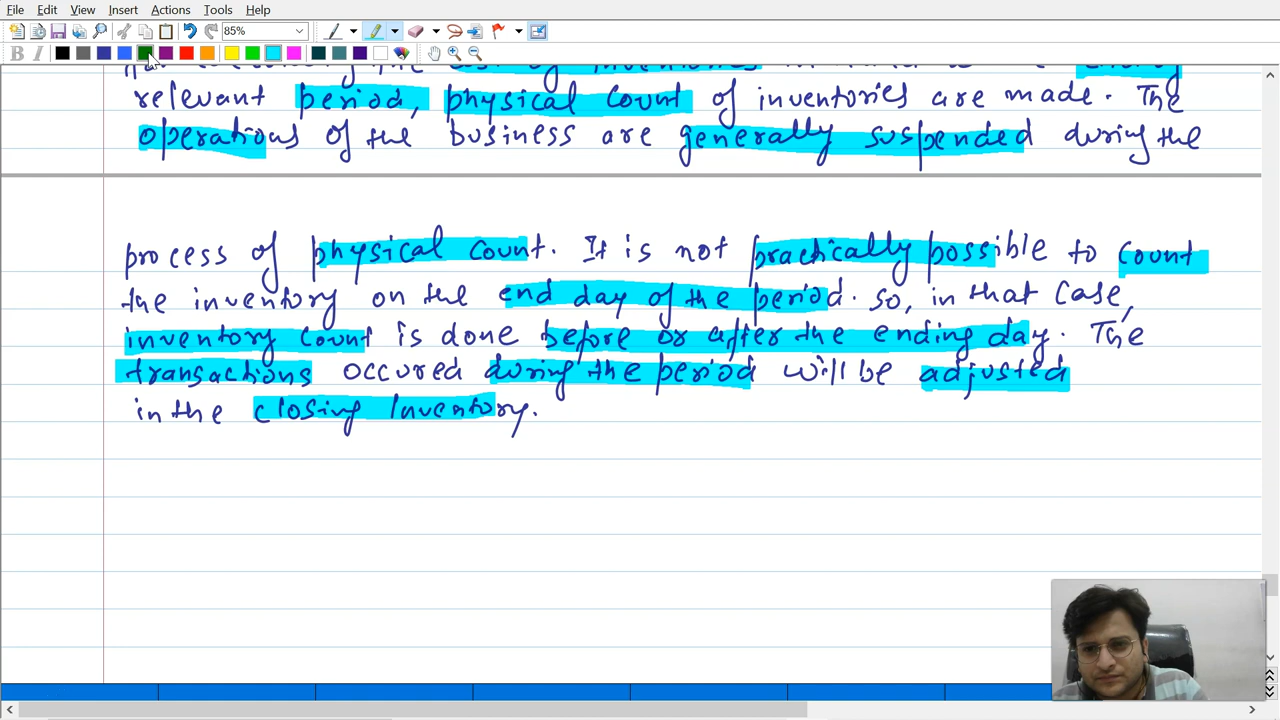 File Edit View Insert Actions Tools Help
85%
B I
relevant period, physical count of inventories are made. The
operations of the business are generally suspended during the
process of physical count. It is not practically possible to count
the inventory on the end day of the period. so, in that case,
inventory count is done before or after the ending day. The
transactions occured during the period will be adjusted
in the closing Inventory.